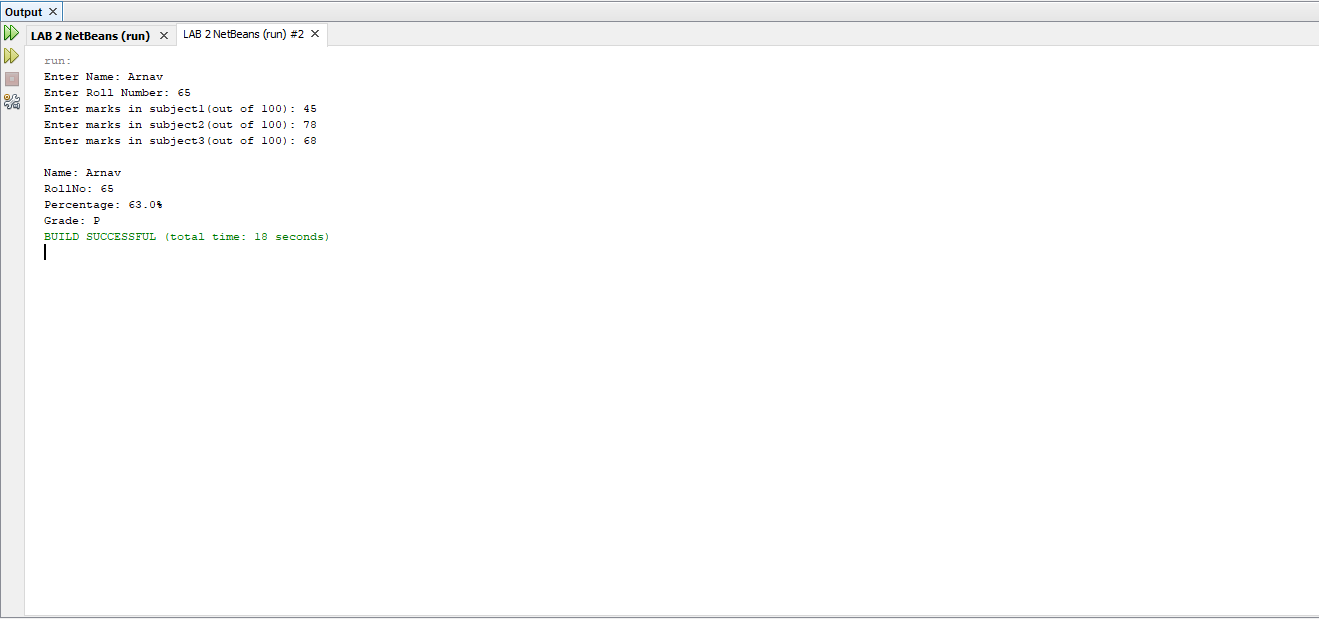 Output
LAB 2 NetBeans (run) LAB 2 NetBeans (run) #2
run:
Enter Name: Arnav
Enter Roll Number: 65
Enter marks in subject1(out of 100): 45
Enter marks in subject2(out of 100): 78
Enter marks in subject3(out of 100): 68
Name: Arnav
RollNo: 65
Percentage: 63.0%
Grade: P
BUILD SUCCESSFUL (total time: 18 seconds)